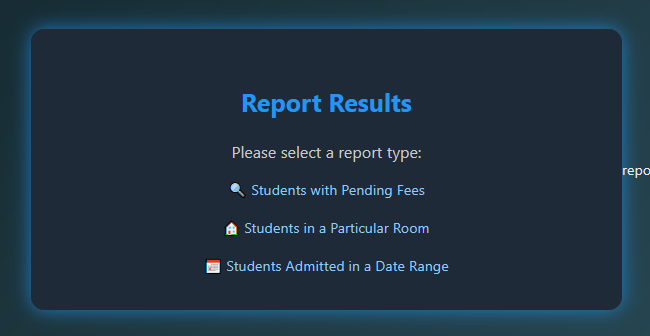 Report Results
Please select a report type:
🔍 Students with Pending Fees
repo
🏠 Students in a Particular Room
📅 Students Admitted in a Date Range